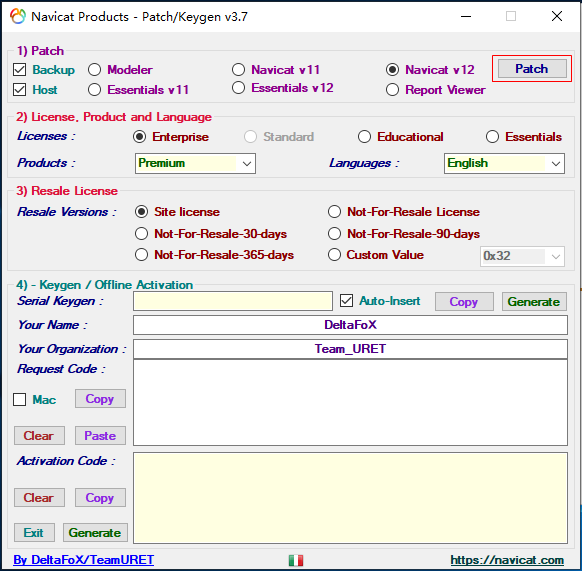 Navicat Products - Patch/Keygen v3.7
1) Patch
Backup Modeler Navicat v11 Navicat v12 Patch
Host Essentials v11 Essentials v12 Report Viewer
2) License, Product and Language
Licenses : Enterprise Standard Educational Essentials
Products : Premium Languages : English
3) Resale License
Resale Versions : Site license Not-For-Resale License
Not-For-Resale-30-days Not-For-Resale-90-days
Not-For-Resale-365-days Custom Value 0x32
4) - Keygen / Offline Activation
Serial Keygen : Auto-Insert Copy Generate
Your Name : DeltaFoX
Your Organization : Team_URET
Request Code :
Mac Copy
Clear Paste
Activation Code :
Clear Copy
Exit Generate
By DeltaFoX/TeamURET https://navicat.com